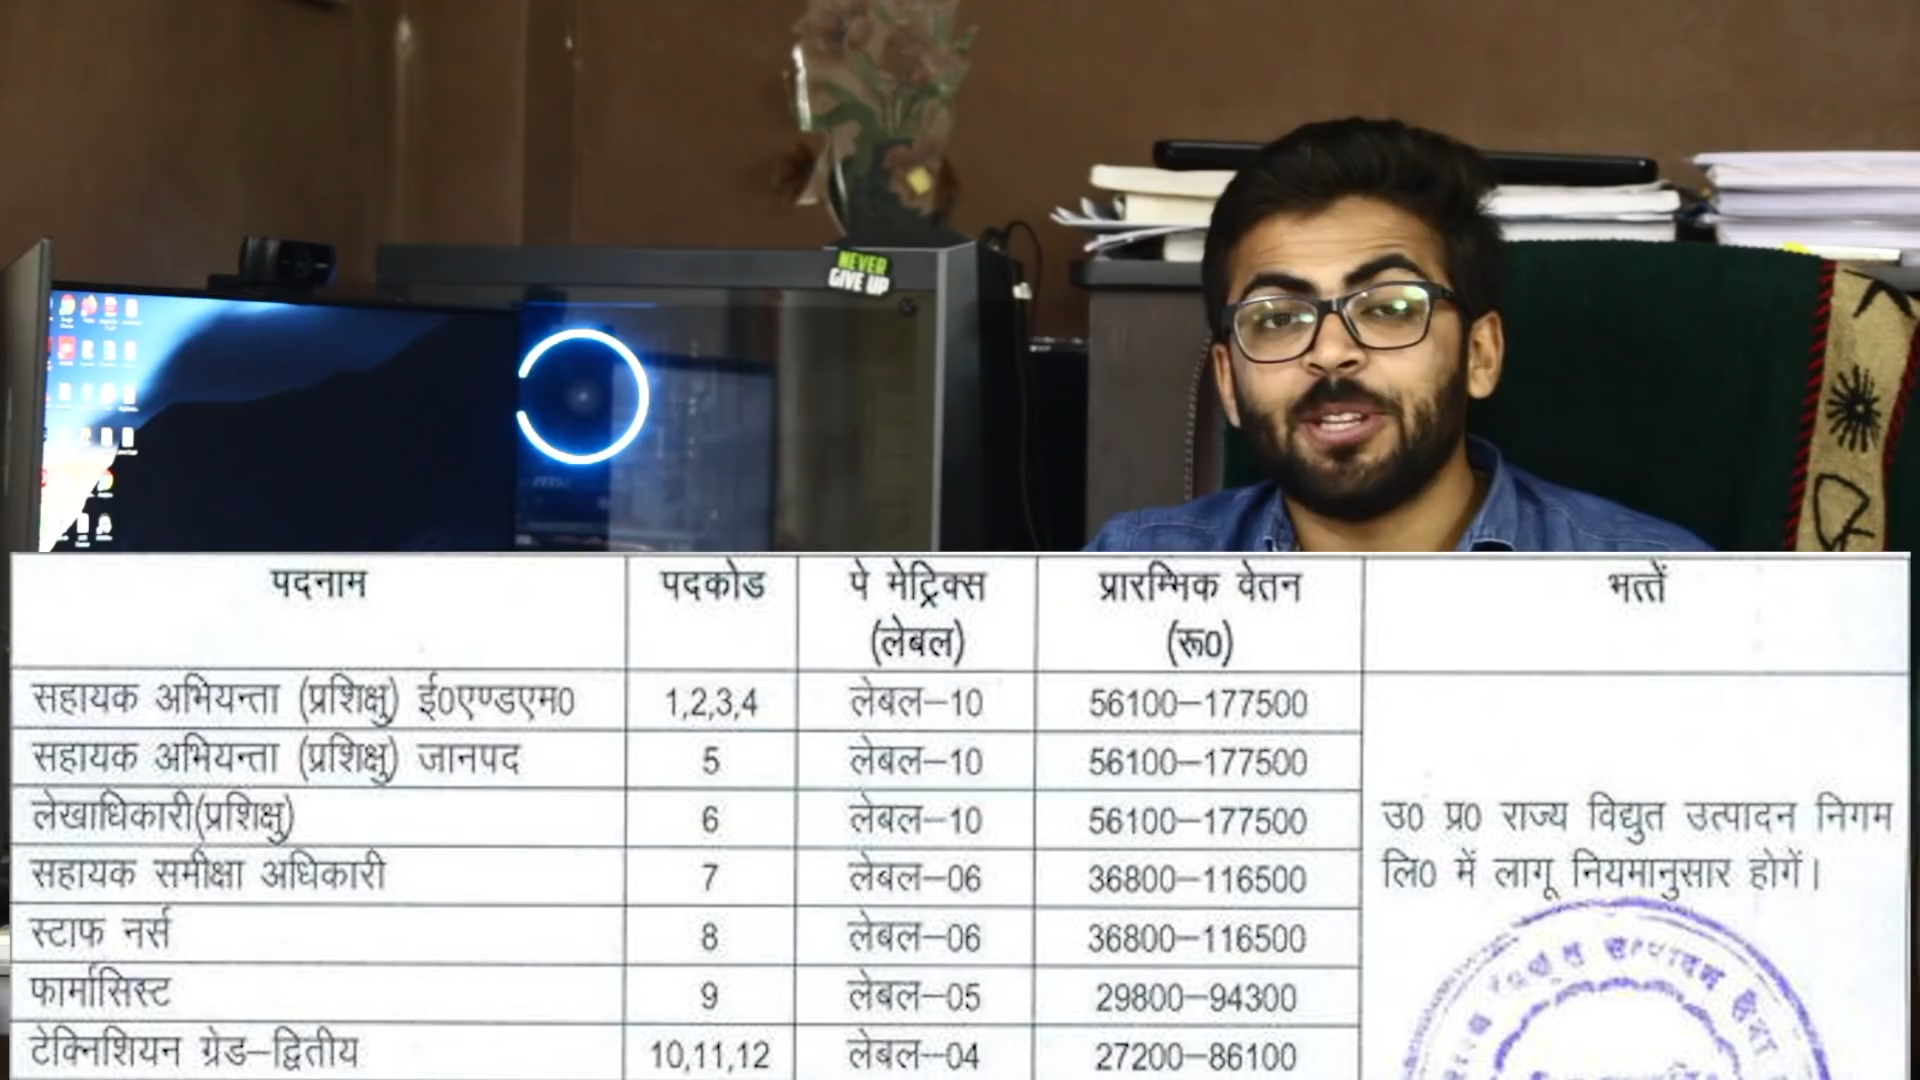 NEVER
GIVE UP
पदनाम पदकोड पे मेट्रिक्स प्रारम्भिक वेतन भत्तें
(लेबल) (रू0)
सहायक अभियन्ता (प्रशिक्षु) ई0एण्डएम0 1,2,3,4 लेबल–10 56100–177500
सहायक अभियन्ता (प्रशिक्षु) जानपद 5 लेबल–10 56100–177500
लेखाधिकारी(प्रशिक्षु) 6 लेबल–10 56100–177500
सहायक समीक्षा अधिकारी 7 लेबल–06 36800–116500
स्टाफ नर्स 8 लेबल–06 36800–116500
फार्मासिस्ट 9 लेबल–05 29800–94300
टेक्निशियन ग्रेड–द्वितीय 10,11,12 लेबल–04 27200–86100
उ0 प्र0 राज्य विद्युत उत्पादन निगम
लि0 में लागू नियमानुसार होगें।